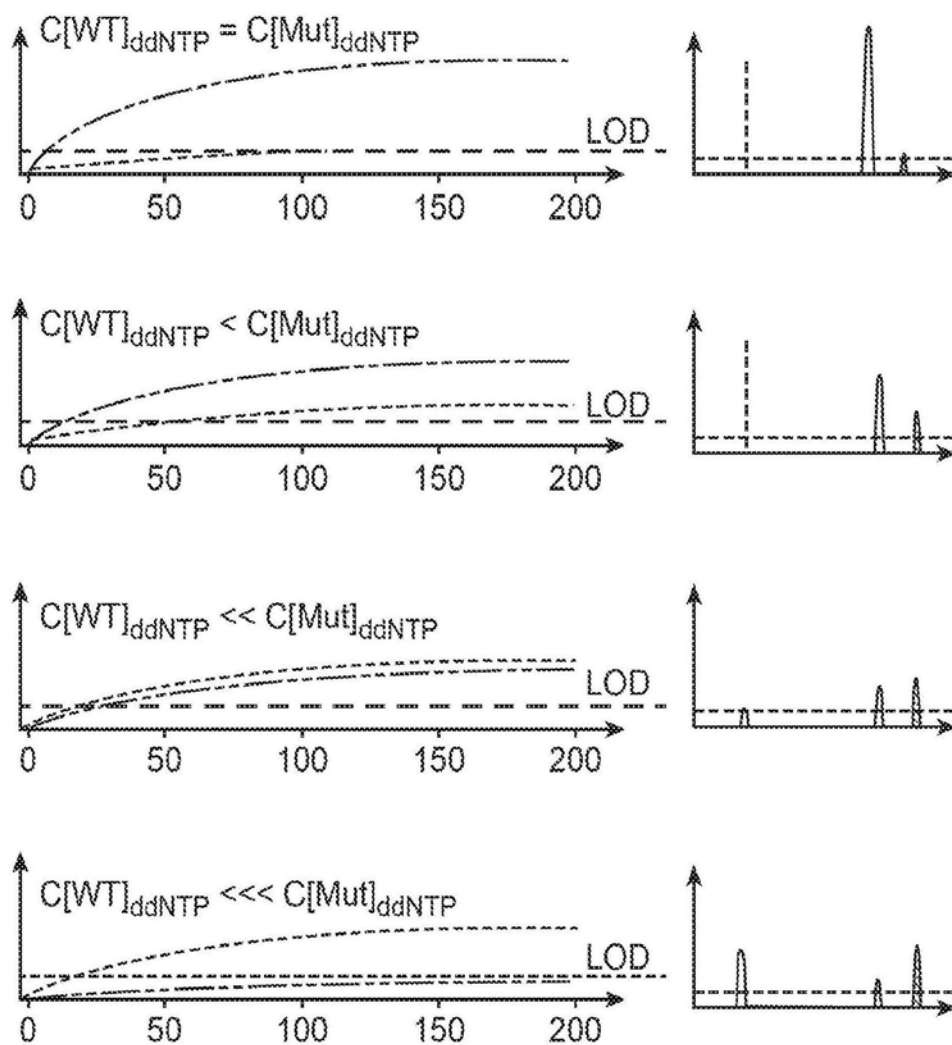 C[WT]ddNTP = C[Mut]ddNTP
LOD
0 50 100 150 200
C[WT]ddNTP < C[Mut]ddNTP
LOD
0 50 100 150 200
C[WT]ddNTP << C[Mut]ddNTP
LOD
0 50 100 150 200
C[WT]ddNTP <<< C[Mut]ddNTP
LOD
0 50 100 150 200